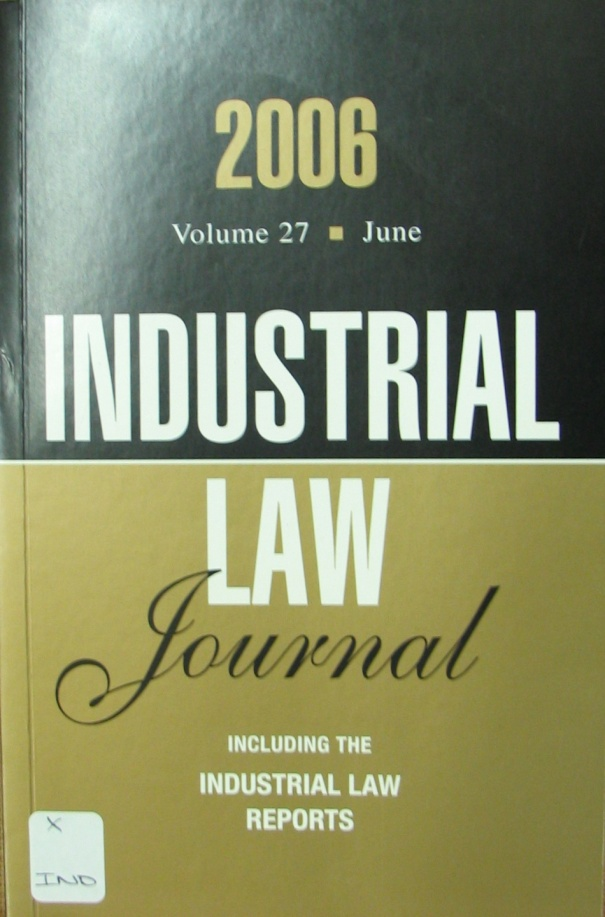 2006
Volume 27 ▪ June
INDUSTRIAL
LAW
Journal
INCLUDING THE
INDUSTRIAL LAW
REPORTS
X
IND